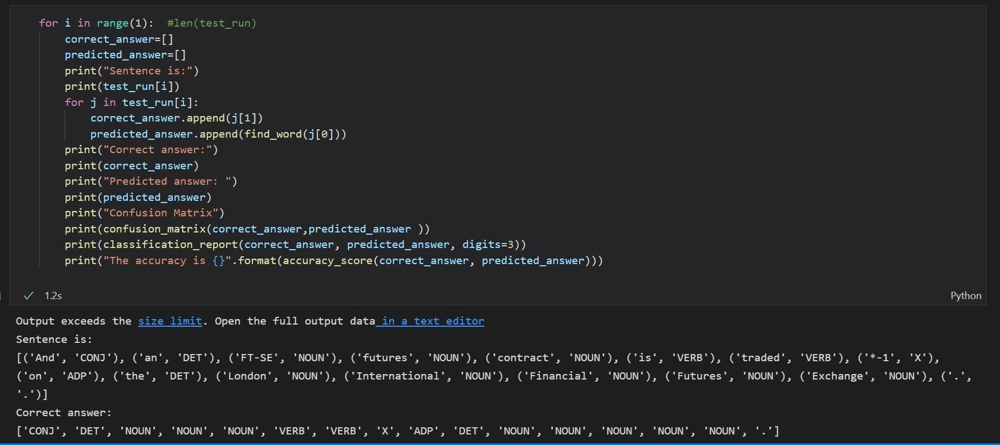 for i in range(1):  #len(test_run)
    correct_answer=[]
    predicted_answer=[]
    print("Sentence is:")
    print(test_run[i])
    for j in test_run[i]:
        correct_answer.append(j[1])
        predicted_answer.append(find_word(j[0]))
    print("Correct answer:")
    print(correct_answer)
    print("Predicted answer: ")
    print(predicted_answer)
    print("Confusion Matrix")
    print(confusion_matrix(correct_answer,predicted_answer ))
    print(classification_report(correct_answer, predicted_answer, digits=3))
    print("The accuracy is {}".format(accuracy_score(correct_answer, predicted_answer)))
1.2s
Python
Output exceeds the size limit. Open the full output data in a text editor
Sentence is:
[('And', 'CONJ'), ('an', 'DET'), ('FT-SE', 'NOUN'), ('futures', 'NOUN'), ('contract', 'NOUN'), ('is', 'VERB'), ('traded', 'VERB'), ('*-1', 'X'),
('on', 'ADP'), ('the', 'DET'), ('London', 'NOUN'), ('International', 'NOUN'), ('Financial', 'NOUN'), ('Futures', 'NOUN'), ('Exchange', 'NOUN'), ('.',
'.')]
Correct answer:
['CONJ', 'DET', 'NOUN', 'NOUN', 'NOUN', 'VERB', 'VERB', 'X', 'ADP', 'DET', 'NOUN', 'NOUN', 'NOUN', 'NOUN', 'NOUN', '.']